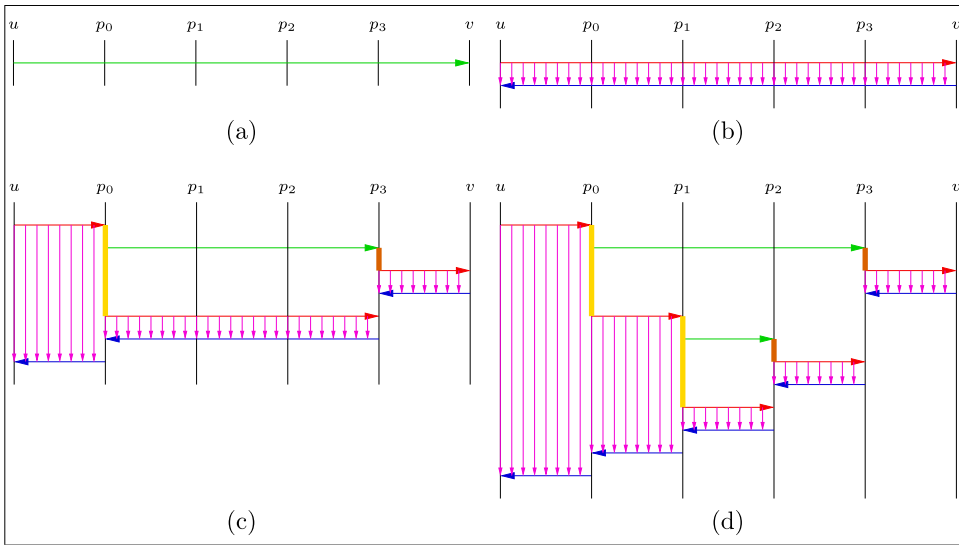 u p₀ p₁ p₂ p₃ v
u p₀ p₁ p₂ p₃ v
(a)
(b)
u p₀ p₁ p₂ p₃ v
u p₀ p₁ p₂ p₃ v
(c)
(d)